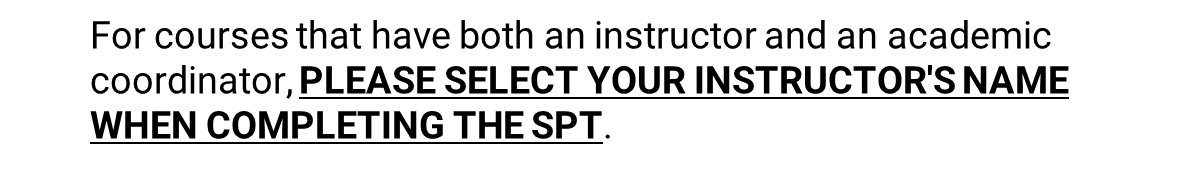 For courses that have both an instructor and an academic
coordinator, PLEASE SELECT YOUR INSTRUCTOR'S NAME
WHEN COMPLETING THE SPT.